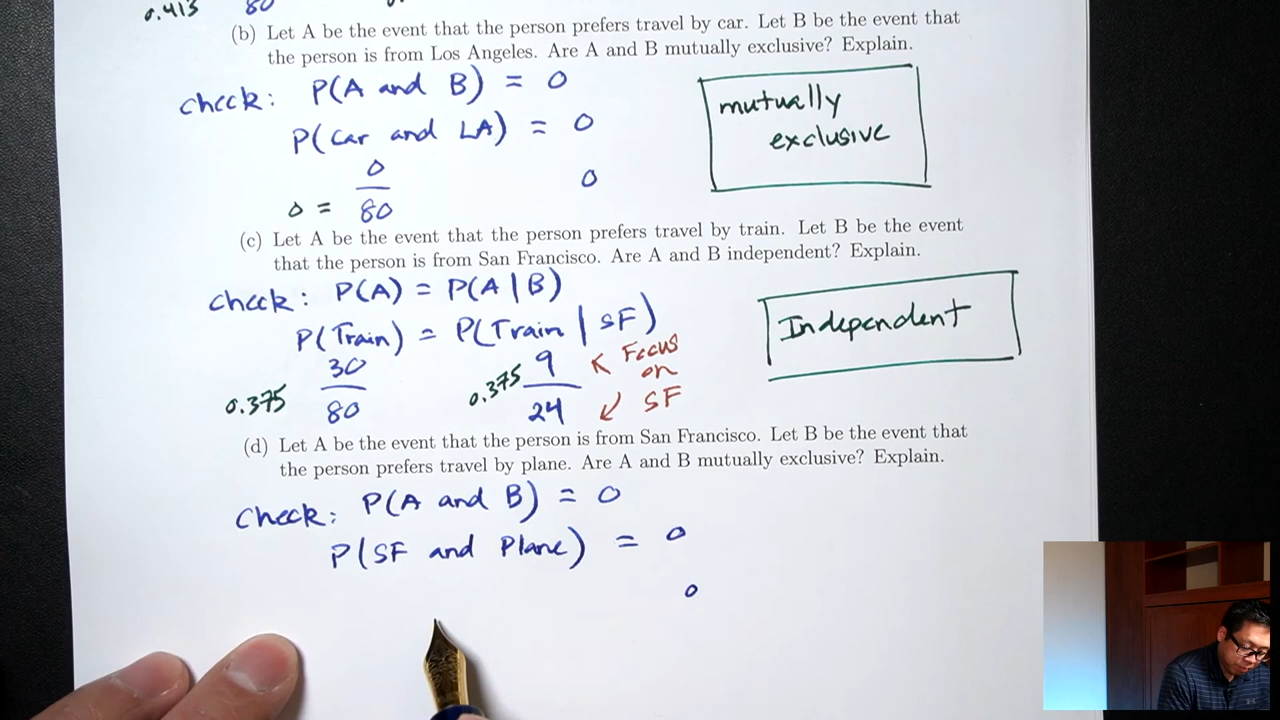 0.413 80
(b) Let A be the event that the person prefers travel by car. Let B be the event that
the person is from Los Angeles. Are A and B mutually exclusive? Explain.
Check: P(A and B) = 0
P(Car and LA) = 0
0 = 0/80 0
mutually
exclusive
(c) Let A be the event that the person prefers travel by train. Let B be the event
that the person is from San Francisco. Are A and B independent? Explain.
Check: P(A) = P(A|B)
P(Train) = P(Train | SF)
0.375 30/80 0.375 9/24
Focus
on
SF
Independent
(d) Let A be the event that the person is from San Francisco. Let B be the event that
the person prefers travel by plane. Are A and B mutually exclusive? Explain.
Check: P(A and B) = 0
P(SF and Plane) = 0
0